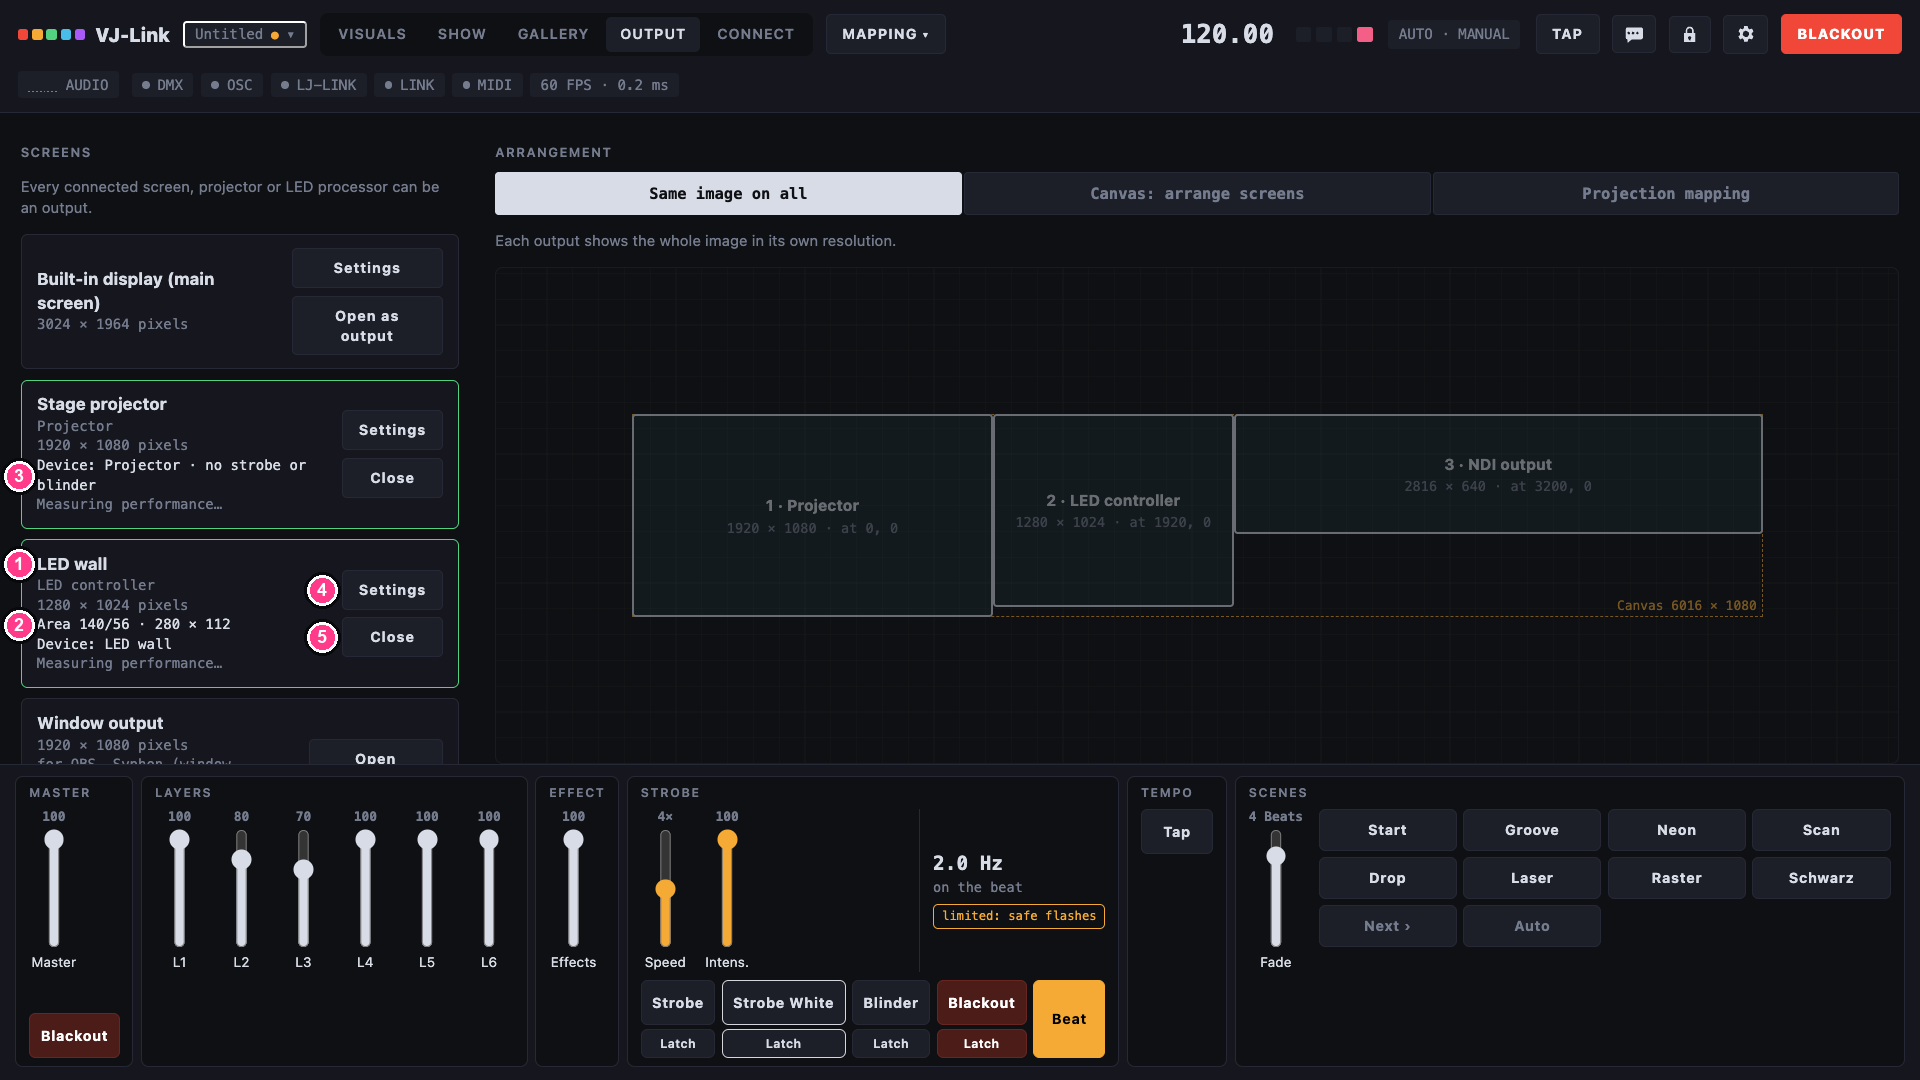 VJ-Link
Untitled
VISUALS
SHOW
GALLERY
OUTPUT
CONNECT
MAPPING
120.00
AUTO · MANUAL
TAP
BLACKOUT
AUDIO
DMX
OSC
LJ-LINK
LINK
MIDI
60 FPS · 0.2 ms
SCREENS
Every connected screen, projector or LED processor can be
an output.
Built-in display (main
screen)
3024 × 1964 pixels
Settings
Open as
output
Stage projector
Projector
1920 × 1080 pixels
3
Device: Projector · no strobe or
blinder
Measuring performance…
Settings
Close
1
LED wall
LED controller
1280 × 1024 pixels
2
Area 140/56 · 280 × 112
Device: LED wall
Measuring performance…
4
Settings
5
Close
Window output
1920 × 1080 pixels
for OBS, Syphon (window
Open
ARRANGEMENT
Same image on all
Canvas: arrange screens
Projection mapping
Each output shows the whole image in its own resolution.
1 · Projector
1920 × 1080 · at 0, 0
2 · LED controller
1280 × 1024 · at 1920, 0
3 · NDI output
2816 × 640 · at 3200, 0
Canvas 6016 × 1080
MASTER
100
Master
Blackout
LAYERS
100 80 70 100 100 100
L1 L2 L3 L4 L5 L6
EFFECT
100
Effects
STROBE
4× 100
Speed Intens.
2.0 Hz
on the beat
limited: safe flashes
Strobe
Strobe White
Blinder
Blackout
Beat
Latch
Latch
Latch
Latch
TEMPO
Tap
SCENES
4 Beats
Fade
Start
Groove
Neon
Scan
Drop
Laser
Raster
Schwarz
Next ›
Auto